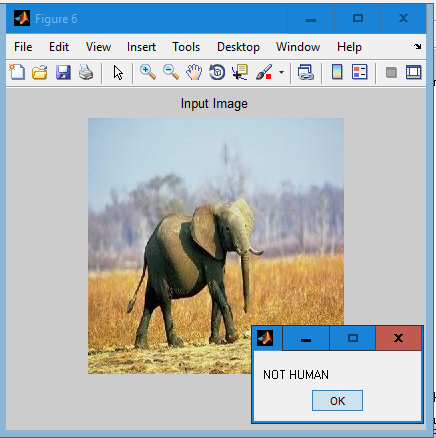 Figure 6
File Edit View Insert Tools Desktop Window Help
Input Image
NOT HUMAN
OK